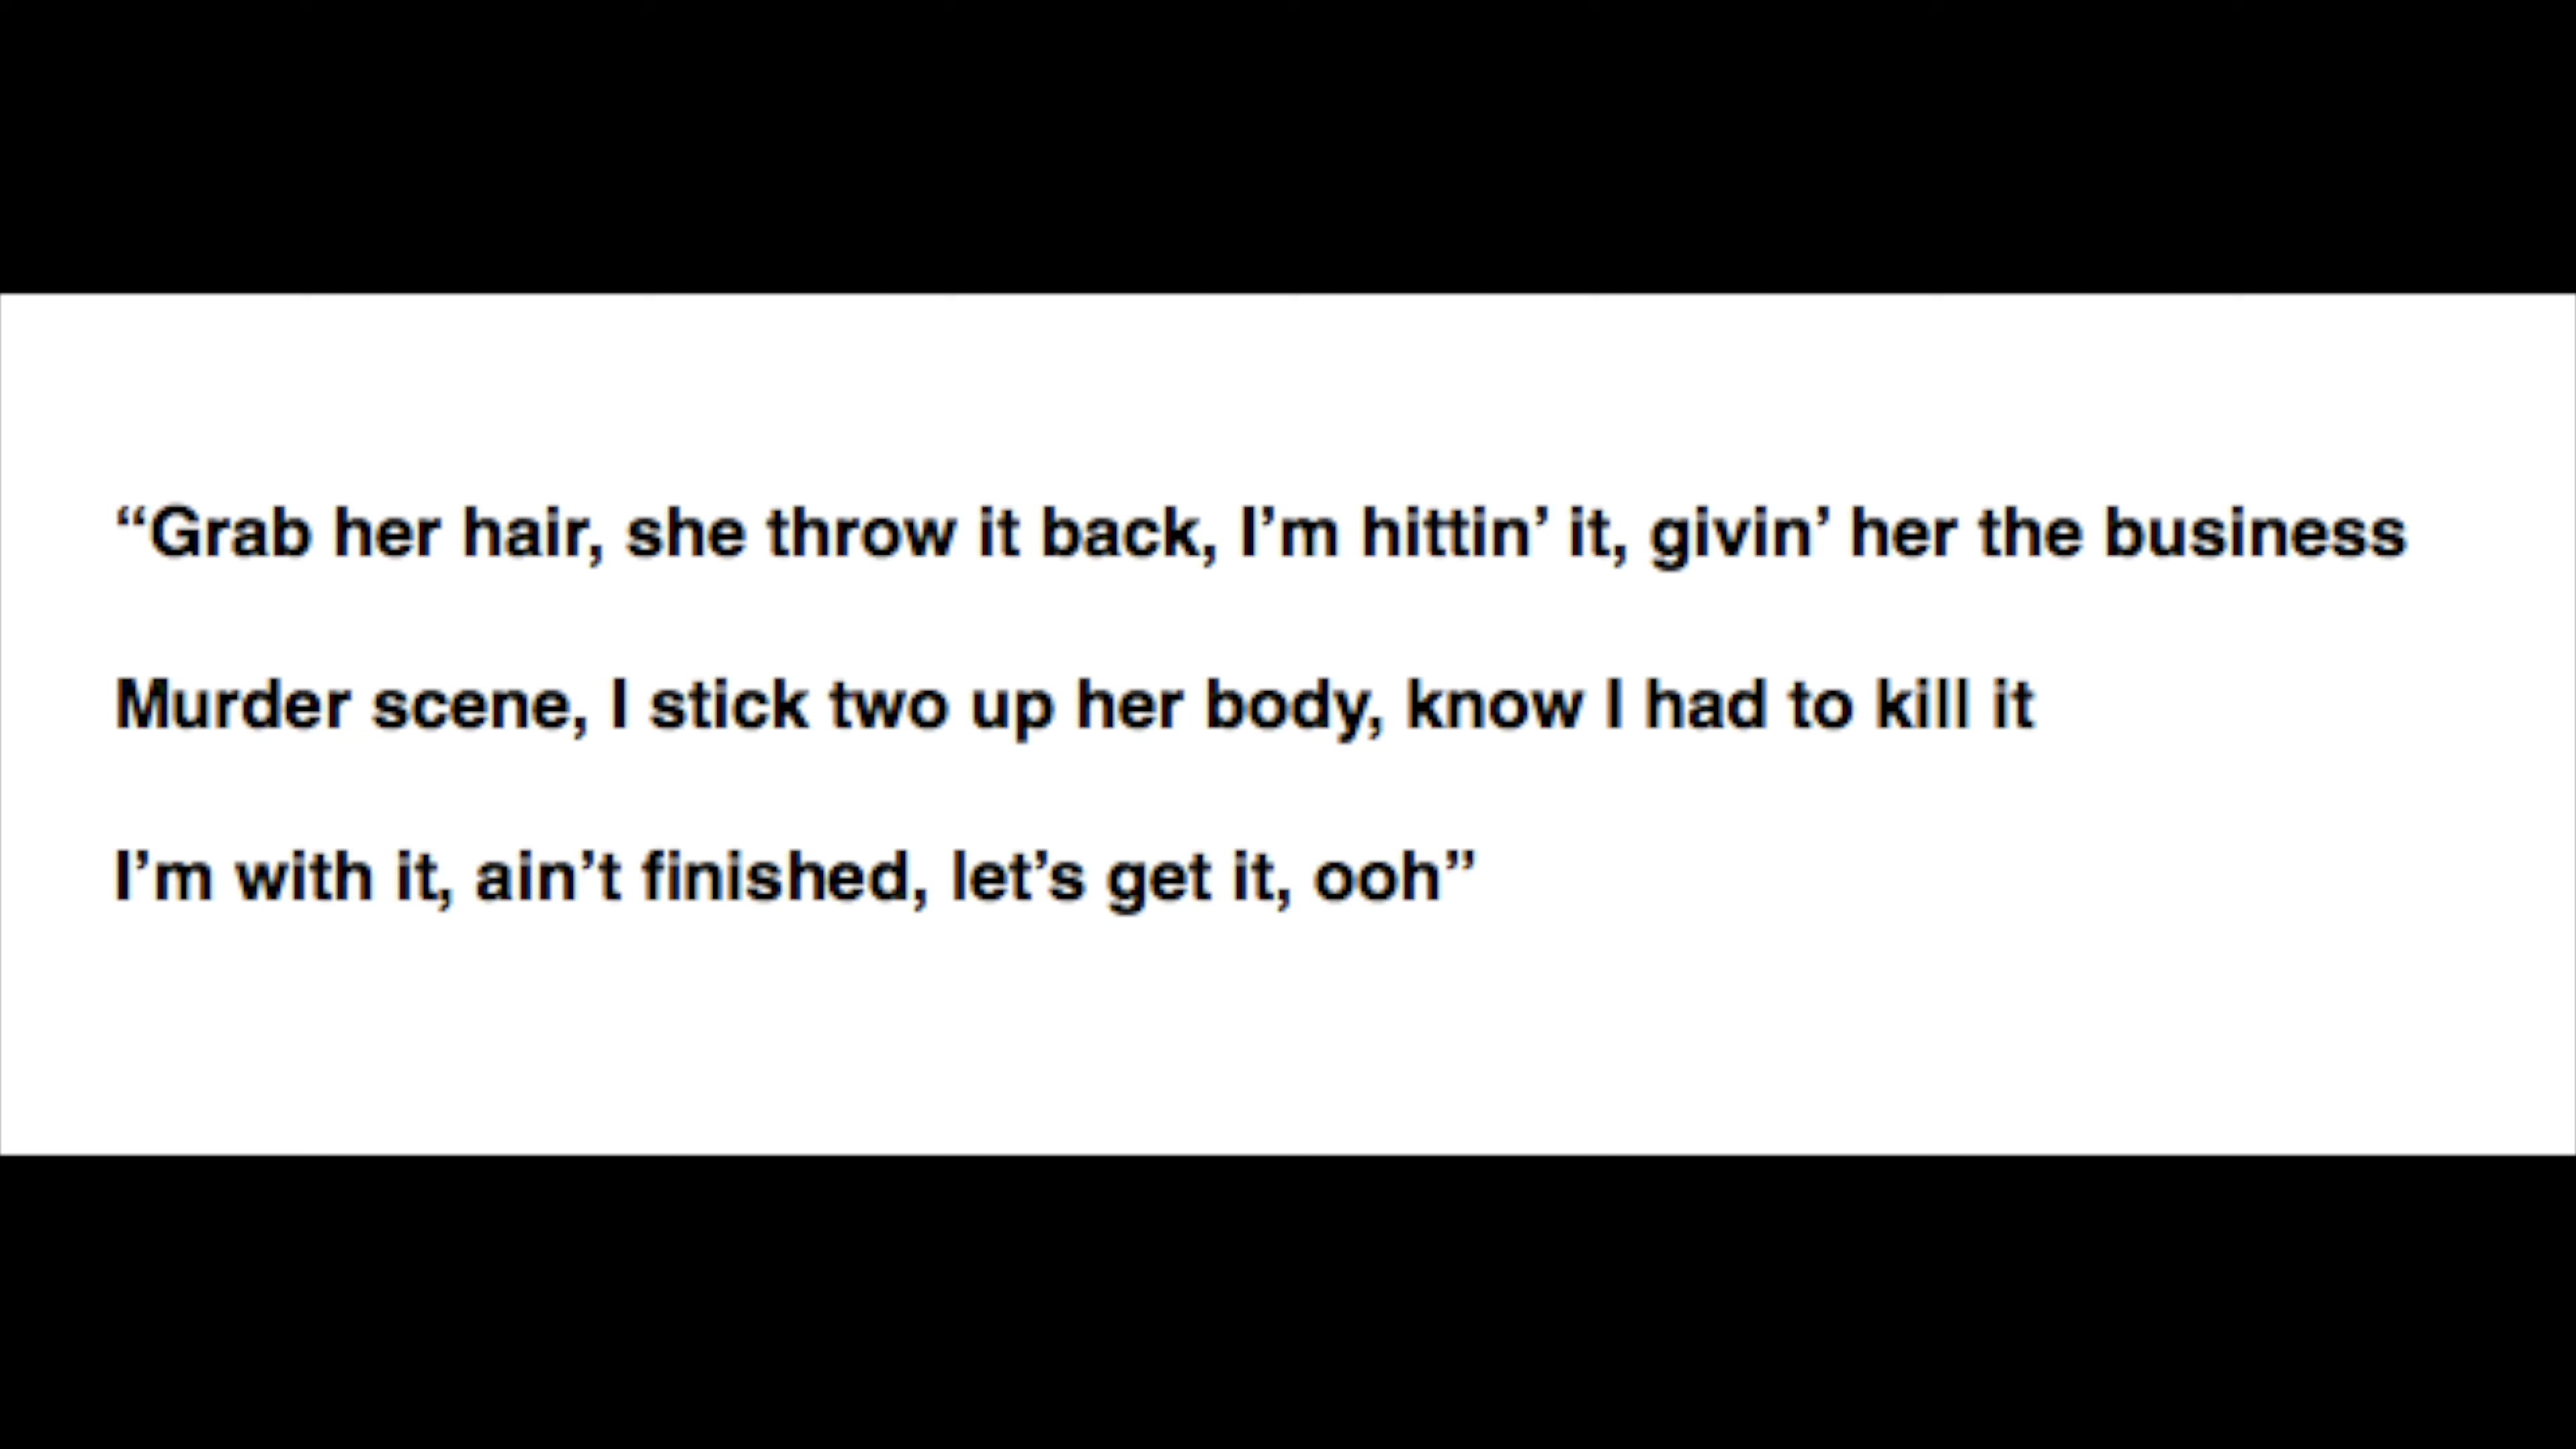 “Grab her hair, she throw it back, I’m hittin’ it, givin’ her the business
Murder scene, I stick two up her body, know I had to kill it
I’m with it, ain’t finished, let’s get it, ooh”